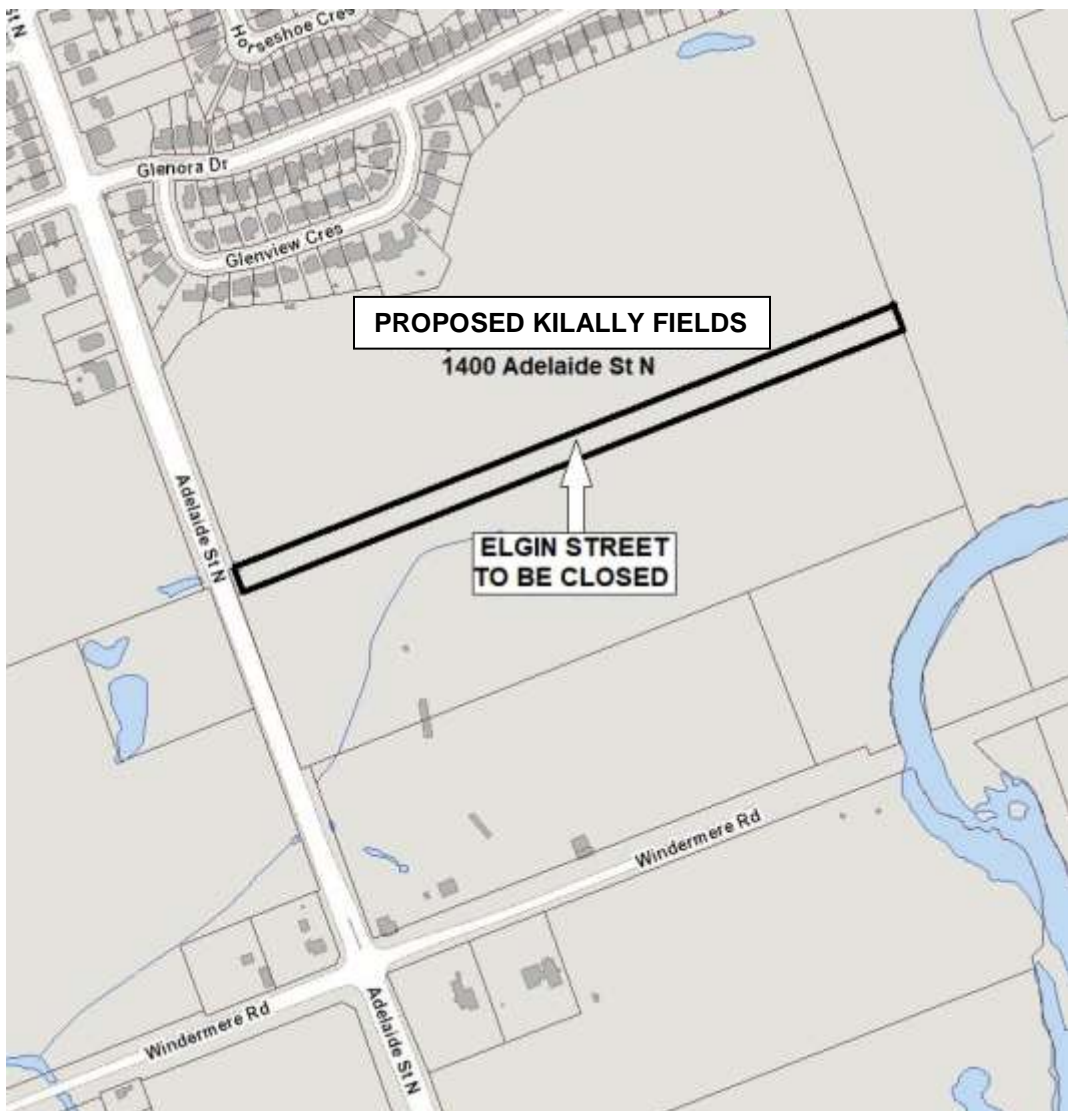 St N
Horseshoe Cres
Glenora Dr
Glenview Cres
PROPOSED KILALLY FIELDS
1400 Adelaide St N
Adelaide St N
ELGIN STREET
TO BE CLOSED
Windermere Rd
Windermere Rd
Adelaide St N